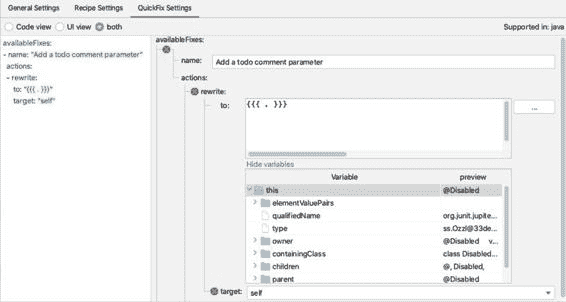 General Settings Recipe Settings QuickFix Settings
Code view UI view both Supported in: java
availableFixes:
- name: "Add a todo comment parameter"
actions:
- rewrite:
to: "{{{ . }}}"
target: "self"
availableFixes:
name: Add a todo comment parameter
actions:
rewrite:
to: {{{ . }}}
...
Hide variables
Variable preview
this @Disabled
elementValuePairs
qualifiedName org.junit.jupite
type ss.Ozzl@33de
owner @Disabled v
containingClass class Disabled
children @, Disabled,
parent @Disabled
target: self